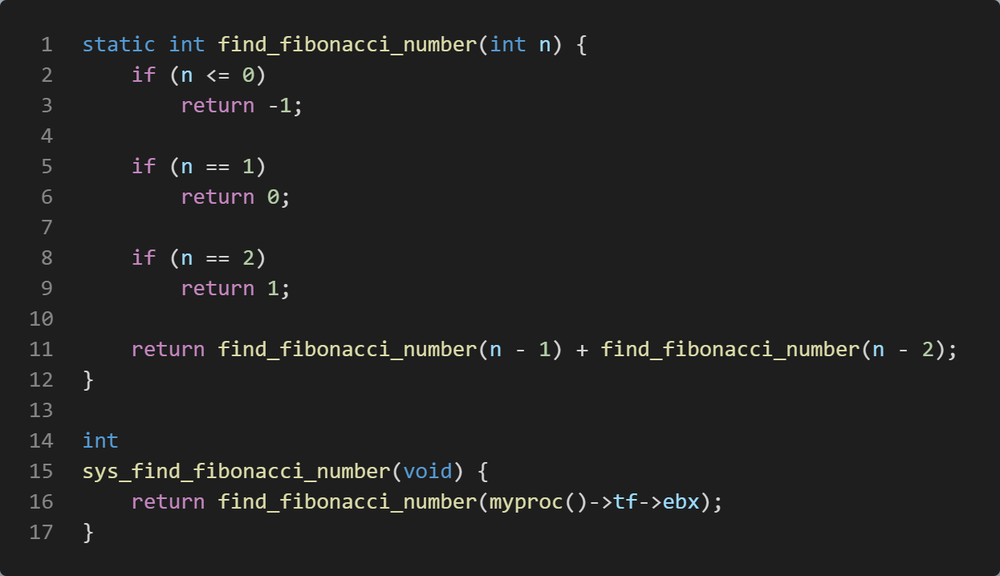 1 static int find_fibonacci_number(int n) {
2     if (n <= 0)
3         return -1;
4
5     if (n == 1)
6         return 0;
7
8     if (n == 2)
9         return 1;
10
11     return find_fibonacci_number(n - 1) + find_fibonacci_number(n - 2);
12 }
13
14 int
15 sys_find_fibonacci_number(void) {
16     return find_fibonacci_number(myproc()->tf->ebx);
17 }